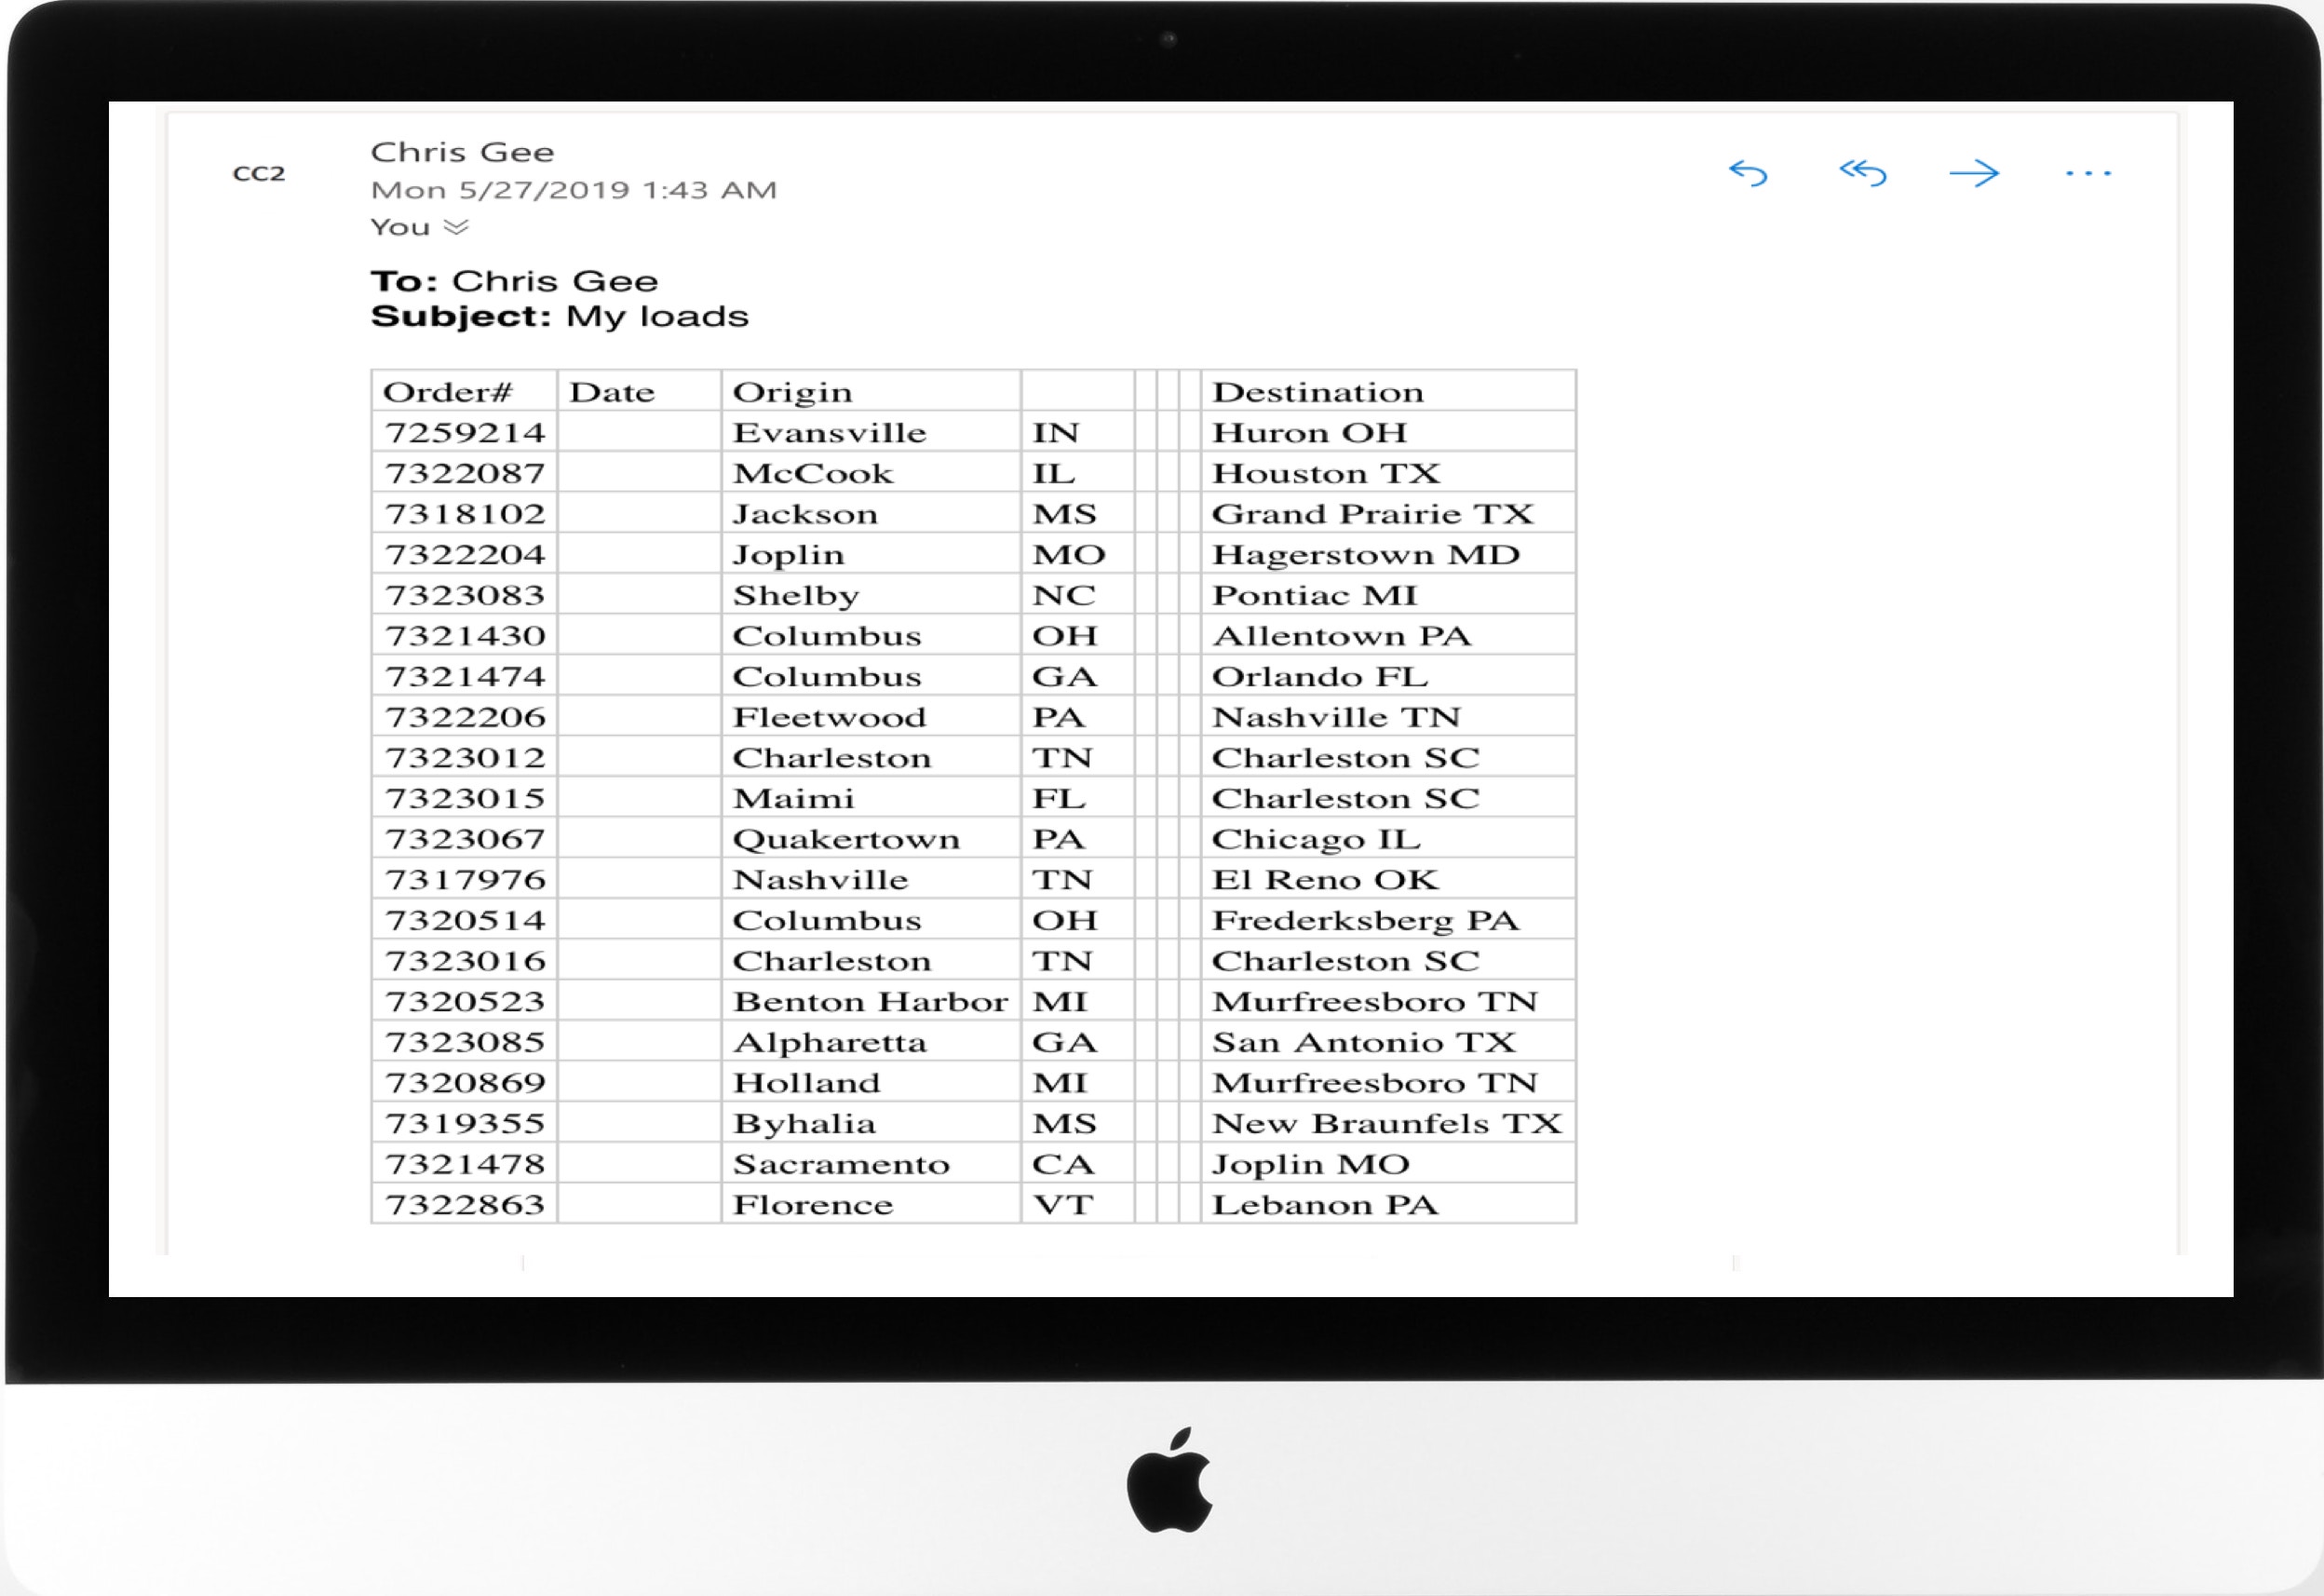 CC2
Chris Gee
Mon 5/27/2019 1:43 AM
You
To: Chris Gee
Subject: My loads
Order# Date Origin Destination
7259214 Evansville IN Huron OH
7322087 McCook IL Houston TX
7318102 Jackson MS Grand Prairie TX
7322204 Joplin MO Hagerstown MD
7323083 Shelby NC Pontiac MI
7321430 Columbus OH Allentown PA
7321474 Columbus GA Orlando FL
7322206 Fleetwood PA Nashville TN
7323012 Charleston TN Charleston SC
7323015 Maimi FL Charleston SC
7323067 Quakertown PA Chicago IL
7317976 Nashville TN El Reno OK
7320514 Columbus OH Frederksberg PA
7323016 Charleston TN Charleston SC
7320523 Benton Harbor MI Murfreesboro TN
7323085 Alpharetta GA San Antonio TX
7320869 Holland MI Murfreesboro TN
7319355 Byhalia MS New Braunfels TX
7321478 Sacramento CA Joplin MO
7322863 Florence VT Lebanon PA